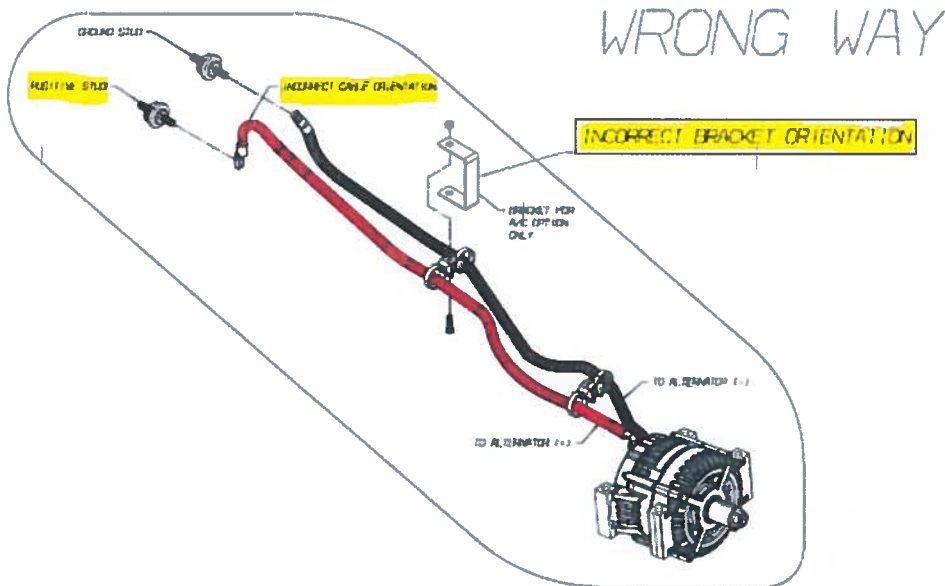 WRONG WAY
GROUND STUD
POSITIVE STUD
INCORRECT CABLE ORIENTATION
INCORRECT BRACKET ORIENTATION
BRACKET FOR
A/C OPTION
ONLY
TO ALTERNATOR (-)
TO ALTERNATOR (+)